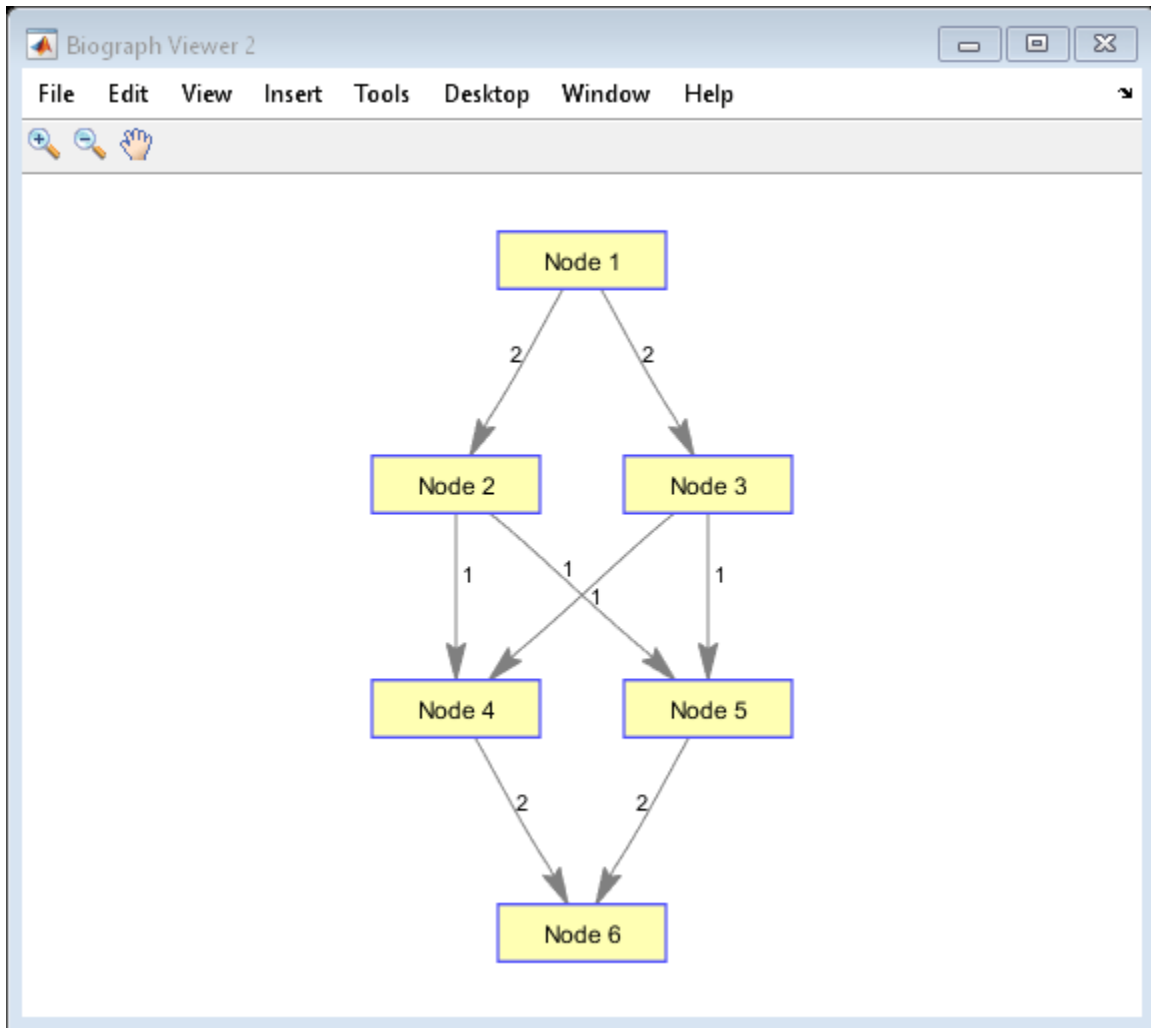 Biograph Viewer 2
File Edit View Insert Tools Desktop Window Help
Node 1
2 2
Node 2 Node 3
1 1 1
1
Node 4 Node 5
2 2
Node 6